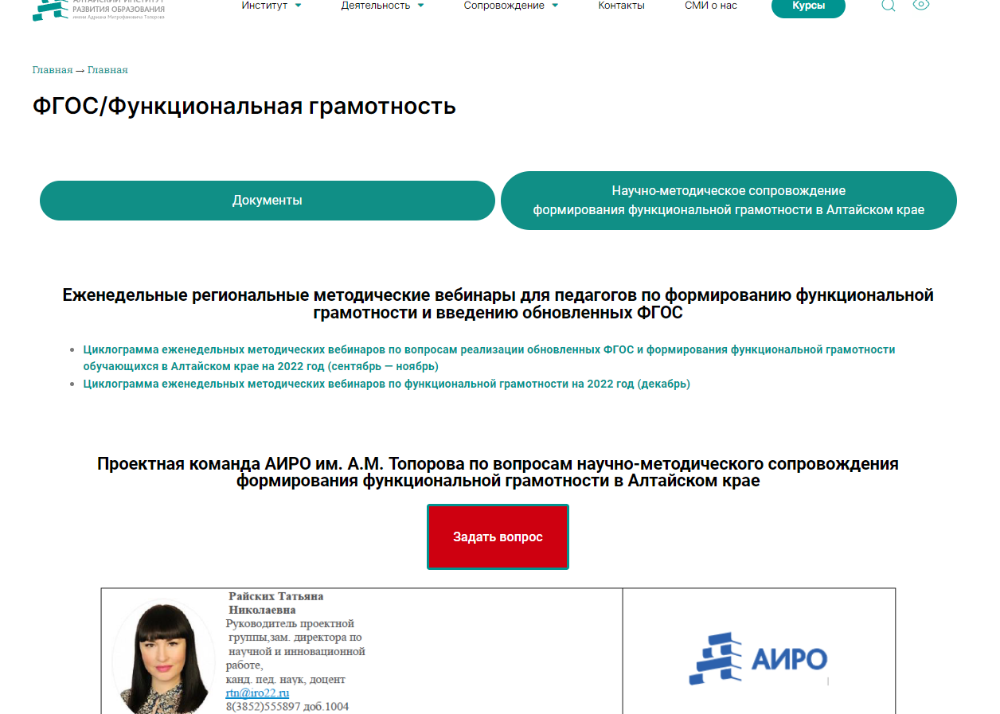 АЛТАЙСКИЙ ИНСТИТУТ
РАЗВИТИЯ ОБРАЗОВАНИЯ
имени Адриана Митрофановича Топорова
Институт
Деятельность
Сопровождение
Контакты
СМИ о нас
Курсы
Главная → Главная
ФГОС/Функциональная грамотность
Документы
Научно-методическое сопровождение
формирования функциональной грамотности в Алтайском крае
Еженедельные региональные методические вебинары для педагогов по формированию функциональной
грамотности и введению обновленных ФГОС
Циклограмма еженедельных методических вебинаров по вопросам реализации обновленных ФГОС и формирования функциональной грамотности
обучающихся в Алтайском крае на 2022 год (сентябрь — ноябрь)
Циклограмма еженедельных методических вебинаров по функциональной грамотности на 2022 год (декабрь)
Проектная команда АИРО им. А.М. Топорова по вопросам научно-методического сопровождения
формирования функциональной грамотности в Алтайском крае
Задать вопрос
Райских Татьяна
Николаевна
Руководитель проектной
группы,зам. директора по
научной и инновационной
работе,
канд. пед. наук, доцент
rtn@iro22.ru
8(3852)555897 доб.1004
АИРО